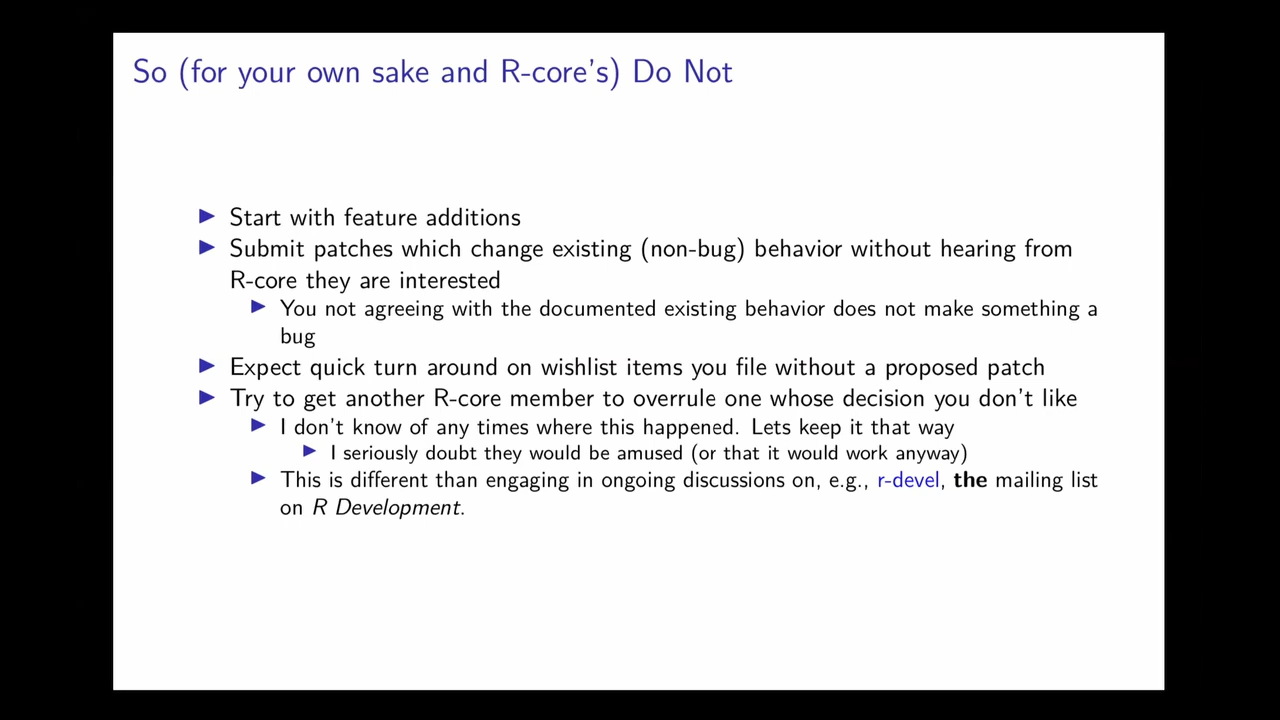 So (for your own sake and R-core's) Do Not
Start with feature additions
Submit patches which change existing (non-bug) behavior without hearing from
R-core they are interested
You not agreeing with the documented existing behavior does not make something a
bug
Expect quick turn around on wishlist items you file without a proposed patch
Try to get another R-core member to overrule one whose decision you don't like
I don't know of any times where this happened. Lets keep it that way
I seriously doubt they would be amused (or that it would work anyway)
This is different than engaging in ongoing discussions on, e.g., r-devel, the mailing list
on R Development.